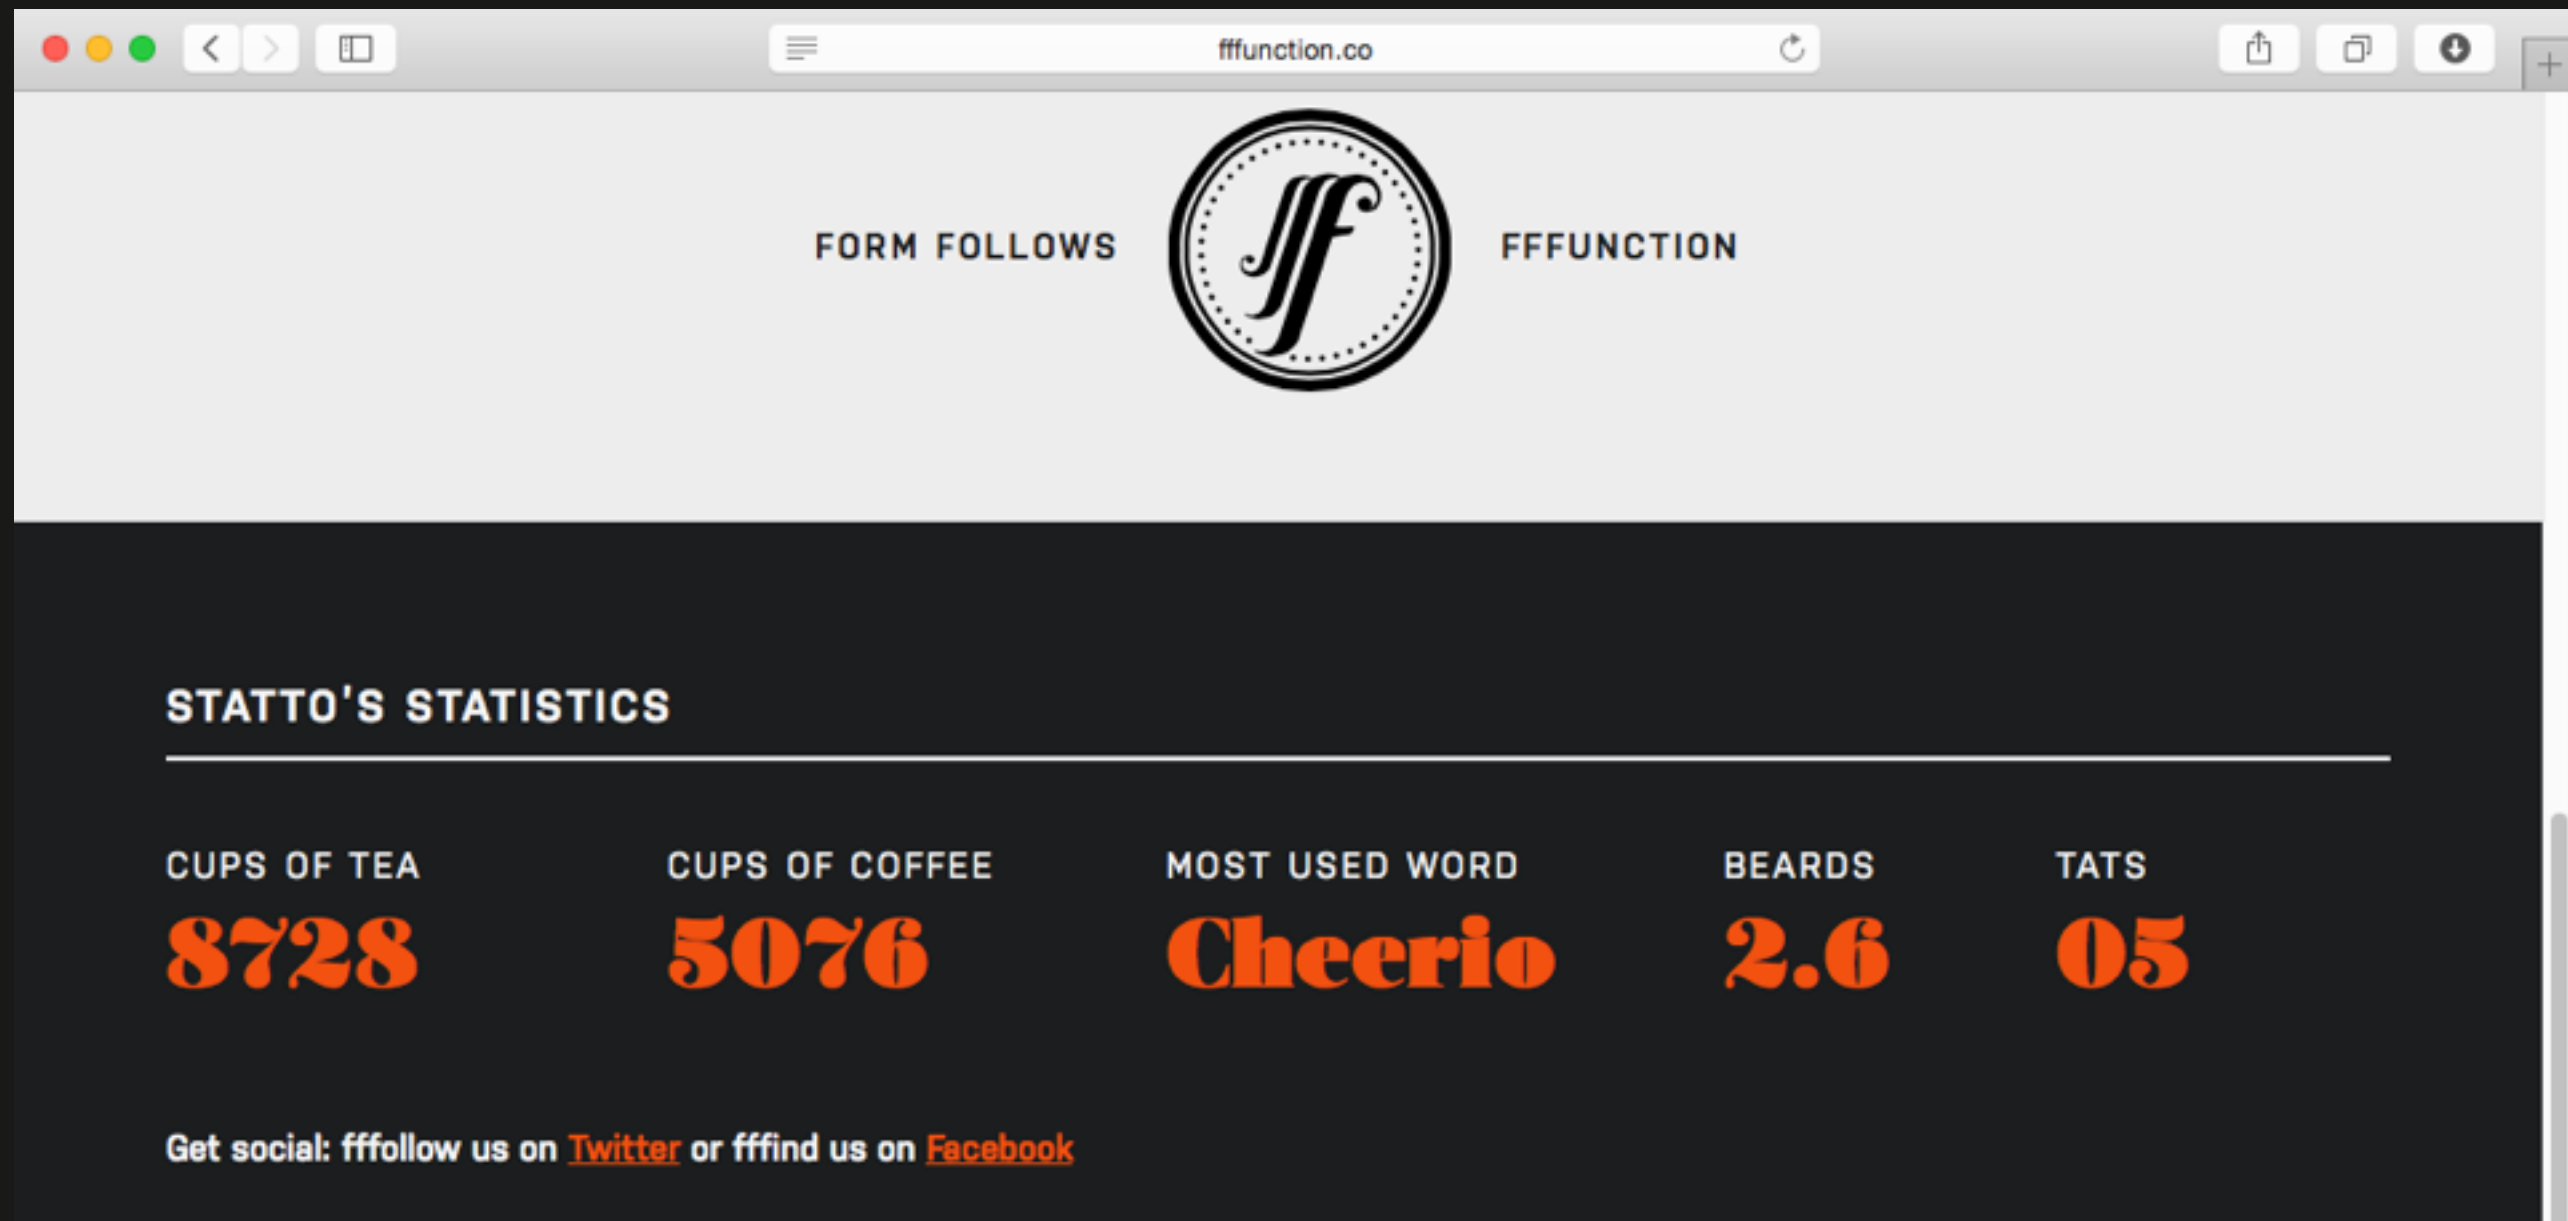 fffunction.co
FORM FOLLOWS fff FFFUNCTION
STATTO'S STATISTICS
CUPS OF TEA CUPS OF COFFEE MOST USED WORD BEARDS TATS
8728 5076 Cheerio 2.6 05
Get social: fffollow us on Twitter or fffind us on Facebook